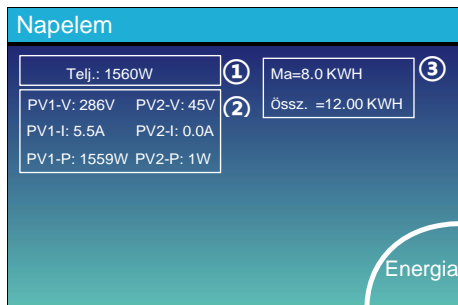 Napelem
Telj.: 1560W ①
PV1-V: 286V PV2-V: 45V ②
PV1-I: 5.5A PV2-I: 0.0A
PV1-P: 1559W PV2-P: 1W
Ma=8.0 KWH ③
Össz. =12.00 KWH
Energia